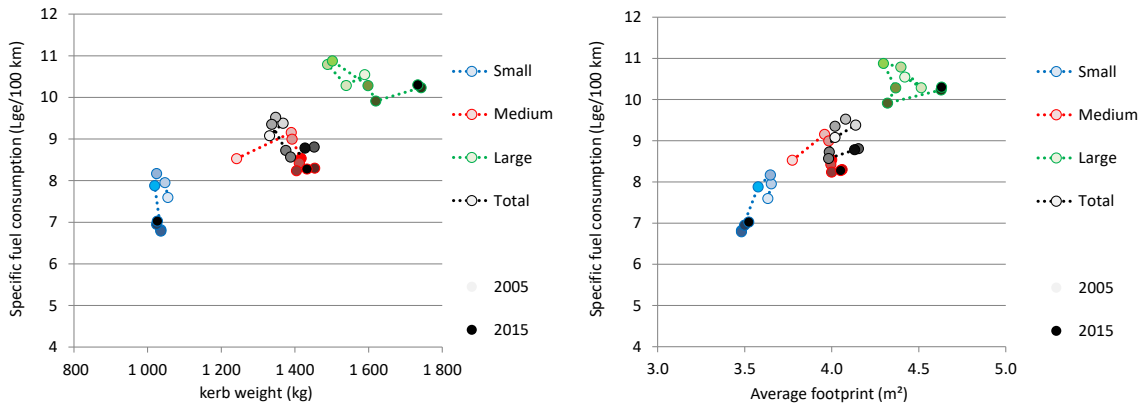 Specific fuel consumption (Lge/100 km)
12
11
10
9
8
7
6
5
4
800
1 000
1 200
1 400
1 600
1 800
kerb weight (kg)
Small
Medium
Large
Total
2005
2015
Specific fuel consumption (Lge/100 km)
12
11
10
9
8
7
6
5
4
3.0
3.5
4.0
4.5
5.0
Average footprint (m²)
Small
Medium
Large
Total
2005
2015